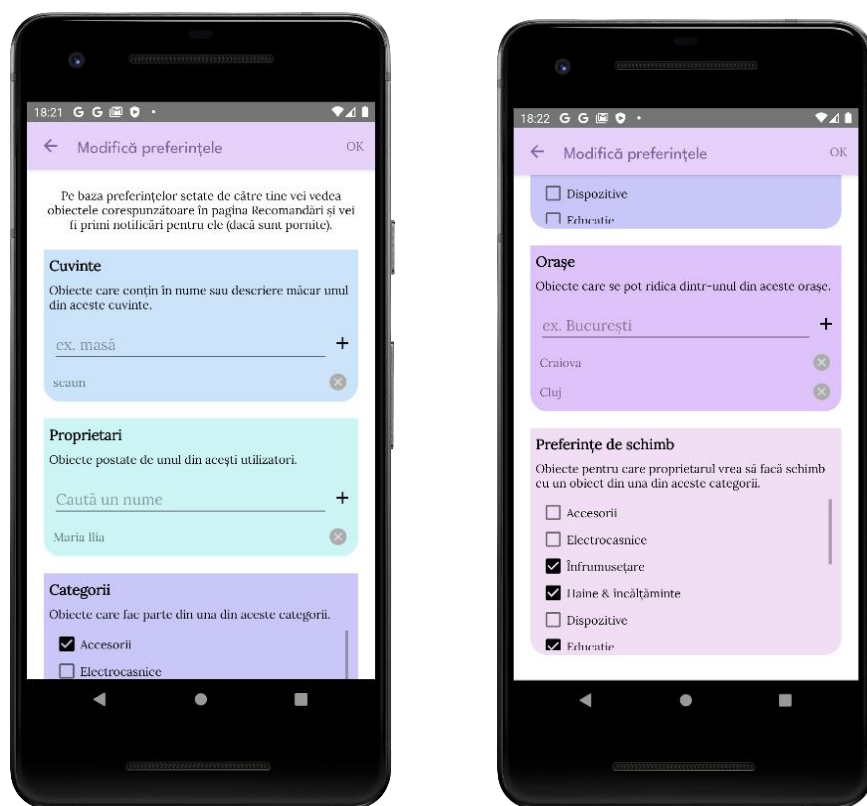 18:21 G G
Modifică preferințele OK
Pe baza preferințelor setate de către tine vei vedea
obiectele corespunzătoare în pagina Recomandări și vei
fi primi notificări pentru ele (dacă sunt pornite).
Cuvinte
Obiecte care conțin în nume sau descriere măcar unul
din aceste cuvinte.
ex. masă +
scaun
Proprietari
Obiecte postate de unul din acești utilizatori.
Caută un nume +
Maria Ilia
Categorii
Obiecte care fac parte din una din aceste categorii.
Accesorii
Electrocasnice
18:22 G G
Modifică preferințele OK
Dispozitive
Educație
Orașe
Obiecte care se pot ridica dintr-unul din aceste orașe.
ex. București +
Craiova
Cluj
Preferințe de schimb
Obiecte pentru care proprietarul vrea să facă schimb
cu un obiect din una din aceste categorii.
Accesorii
Electrocasnice
Înfrumusețare
Haine & încălțăminte
Dispozitive
Educație